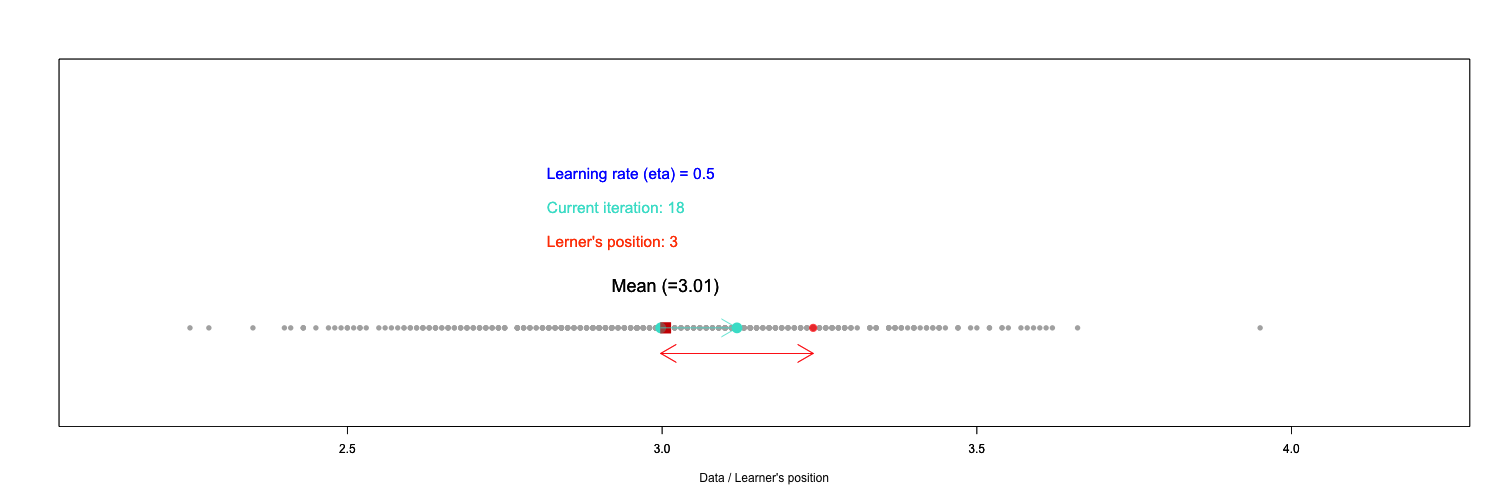 Learning rate (eta) = 0.5
Current iteration: 18
Lerner's position: 3
Mean (=3.01)
2.5 3.0 3.5 4.0
Data / Learner's position